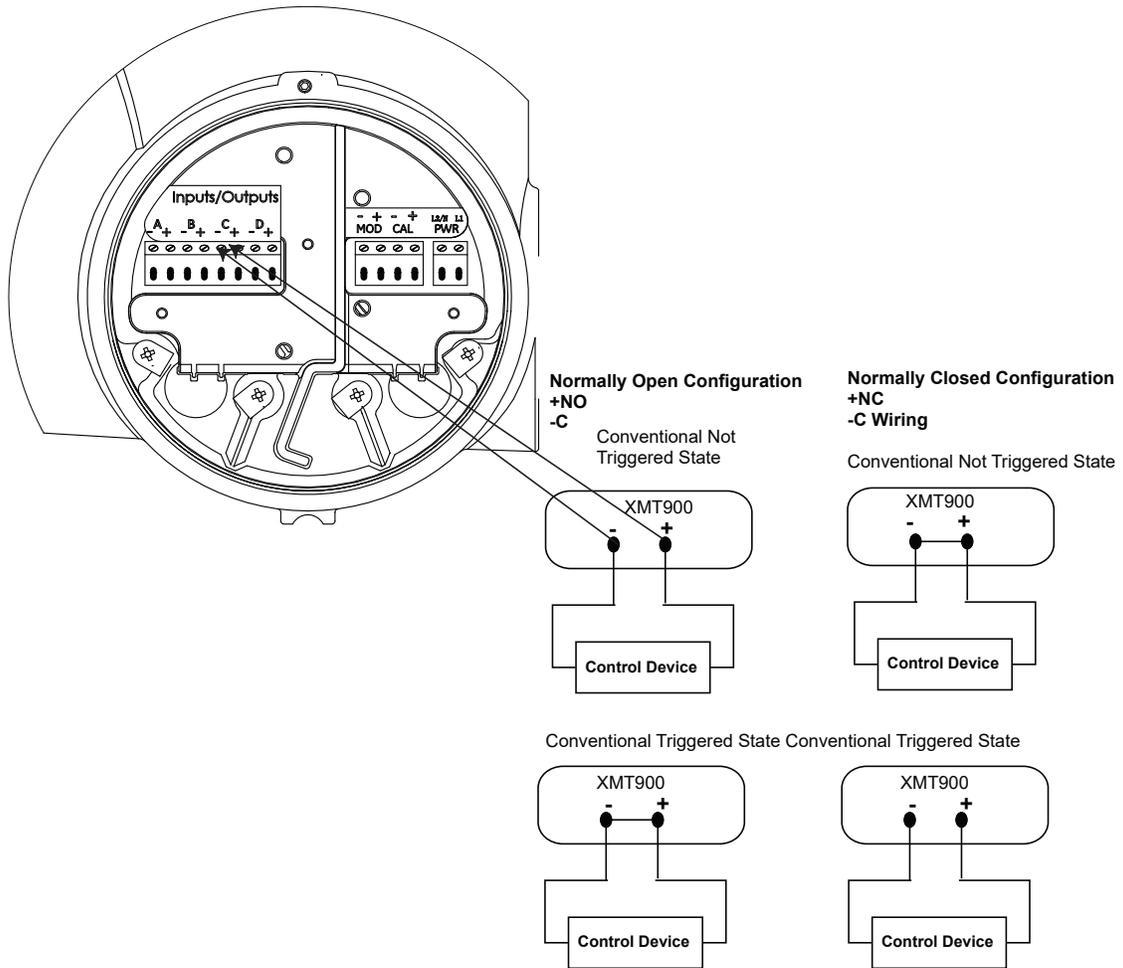 Inputs/Outputs
A B C D
- + - + - + - +
- + - + L2/N L1
MOD CAL PWR
Normally Open Configuration
+NO
-C
Conventional Not
Triggered State
XMT900
- +
Control Device
Normally Closed Configuration
+NC
-C Wiring
Conventional Not Triggered State
XMT900
- +
Control Device
Conventional Triggered State Conventional Triggered State
XMT900
- +
Control Device
XMT900
- +
Control Device